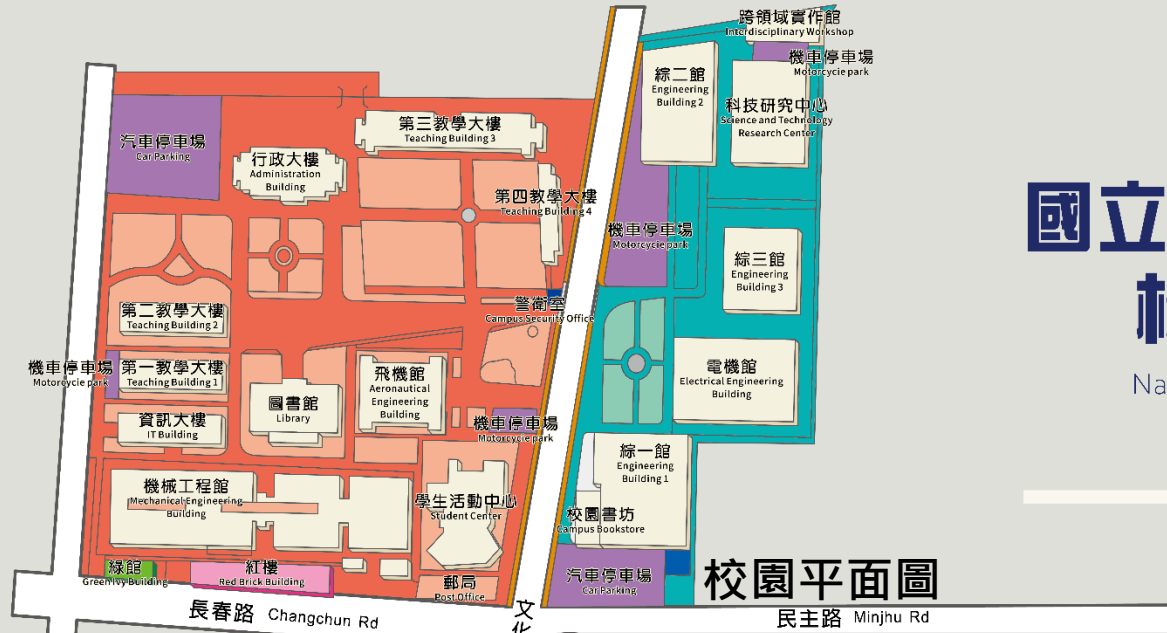 跨領域實作館
Interdisciplinary Workshop
機車停車場
Motorcycle park
綜二館
Engineering
Building 2
科技研究中心
Science and Technology
Research Center
第三教學大樓
Teaching Building 3
汽車停車場
Car Parking
行政大樓
Administration
Building
第四教學大樓
Teaching Building 4
機車停車場
Motorcycle park
國立
綜三館
Engineering
Building 3
第二教學大樓
Teaching Building 2
警衛室
Campus Security Office
機車停車場
Motorcycle park
第一教學大樓
Teaching Building 1
飛機館
Aeronautical
Engineering
Building
電機館
Electrical Engineering
Building
Na
圖書館
Library
資訊大樓
IT Building
機車停車場
Motorcycle park
綜一館
Engineering
Building 1
機械工程館
Mechanical Engineering
Building
學生活動中心
Student Center
校園書坊
Campus Bookstore
綠館
Green Ivy Building
紅樓
Red Brick Building
郵局
Post Office
汽車停車場
Car Parking
校園平面圖
長春路 Changchun Rd
文化
民主路 Minjhu Rd